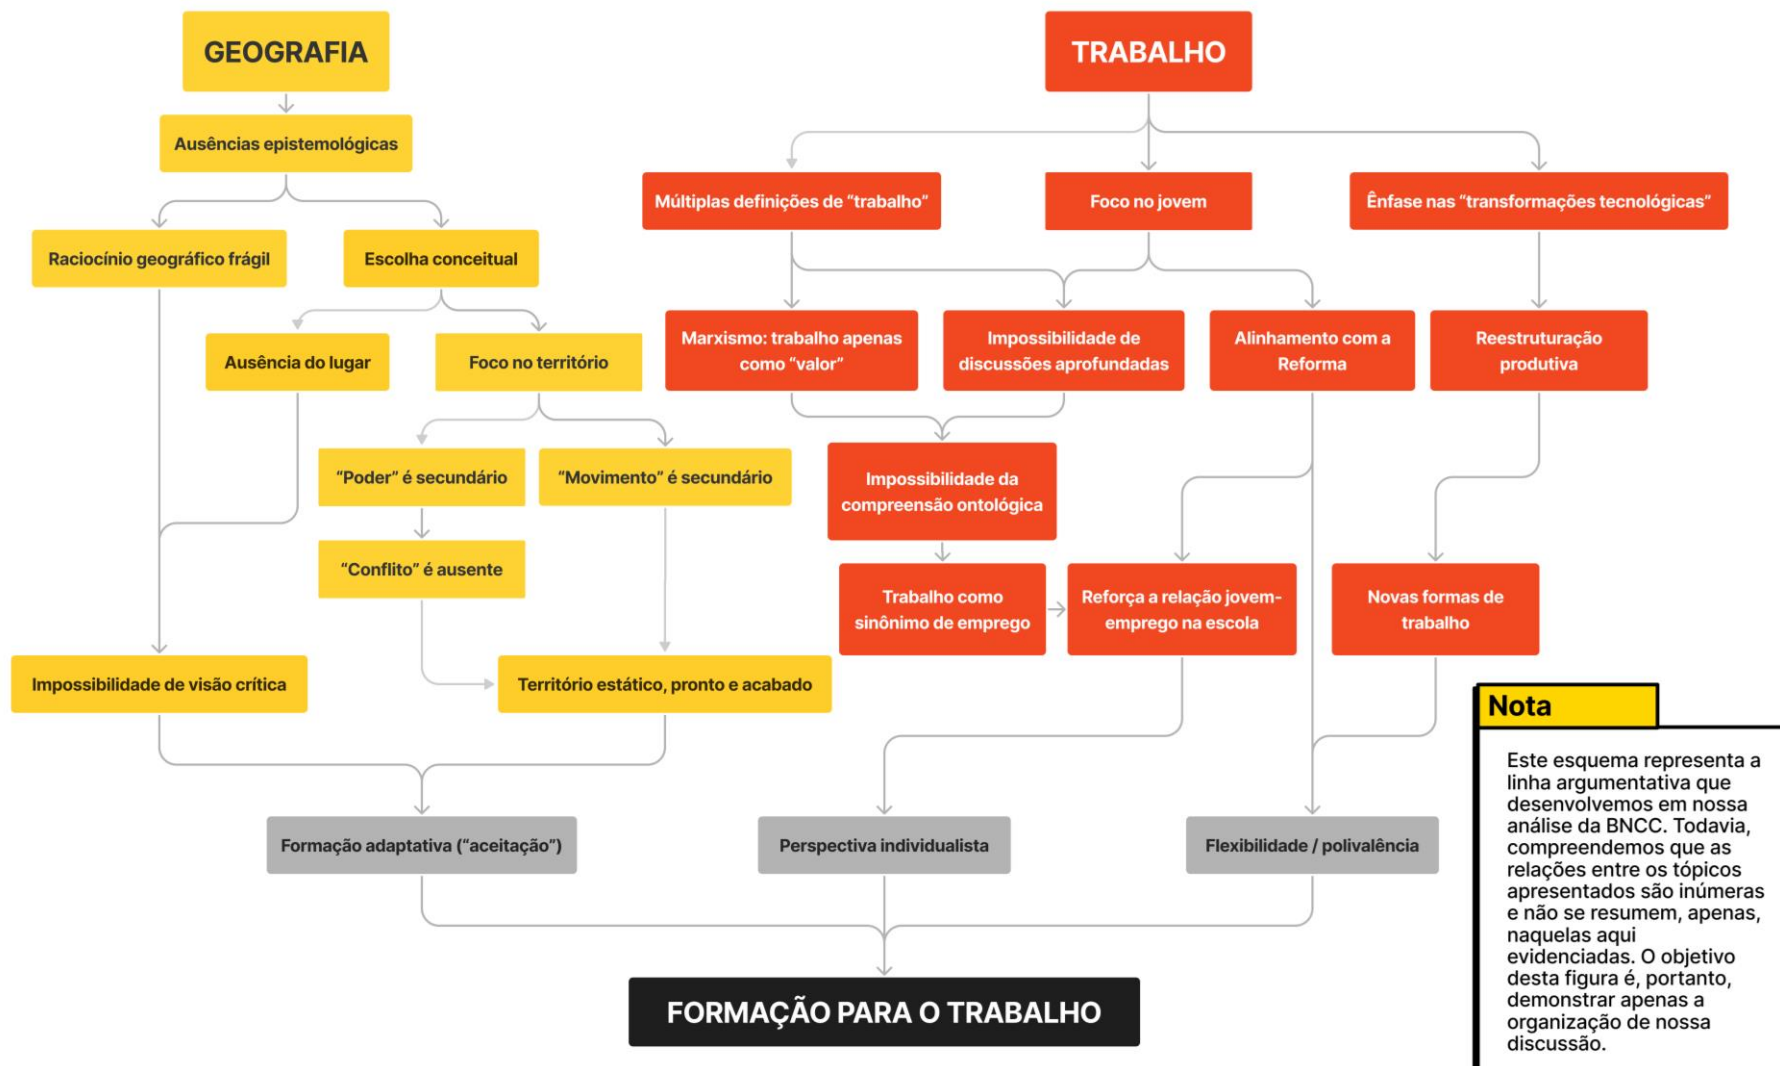 GEOGRAFIA
TRABALHO
Ausências epistemológicas
Múltiplas definições de “trabalho”
Foco no jovem
Ênfase nas “transformações tecnológicas”
Raciocínio geográfico frágil
Escolha conceitual
Ausência do lugar
Foco no território
Marxismo: trabalho apenas
como “valor”
Impossibilidade de
discussões aprofundadas
Alinhamento com a
Reforma
Reestruturação
produtiva
“Poder” é secundário
“Movimento” é secundário
Impossibilidade da
compreensão ontológica
“Conflito” é ausente
Trabalho como
sinônimo de emprego
Reforça a relação jovem-
emprego na escola
Novas formas de
trabalho
Impossibilidade de visão crítica
Território estático, pronto e acabado
Formação adaptativa (“aceitação”)
Perspectiva individualista
Flexibilidade / polivalência
FORMAÇÃO PARA O TRABALHO
Nota
Este esquema representa a
linha argumentativa que
desenvolvemos em nossa
análise da BNCC. Todavia,
compreendemos que as
relações entre os tópicos
apresentados são inúmeras
e não se resumem, apenas,
naquelas aqui
evidenciadas. O objetivo
desta figura é, portanto,
demonstrar apenas a
organização de nossa
discussão.